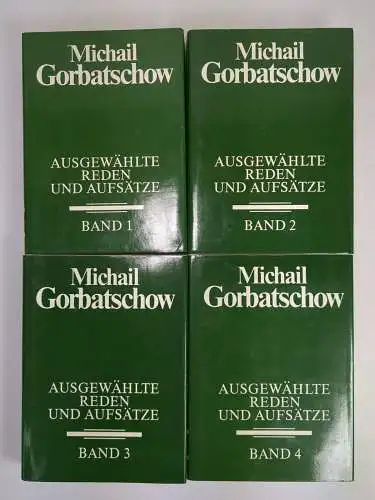 Michail
Gorbatschow
AUSGEWÄHLTE
REDEN
UND AUFSÄTZE
BAND 1
Michail
Gorbatschow
AUSGEWÄHLTE
REDEN
UND AUFSÄTZE
BAND 2
Michail
Gorbatschow
AUSGEWÄHLTE
REDEN
UND AUFSÄTZE
BAND 3
Michail
Gorbatschow
AUSGEWÄHLTE
REDEN
UND AUFSÄTZE
BAND 4